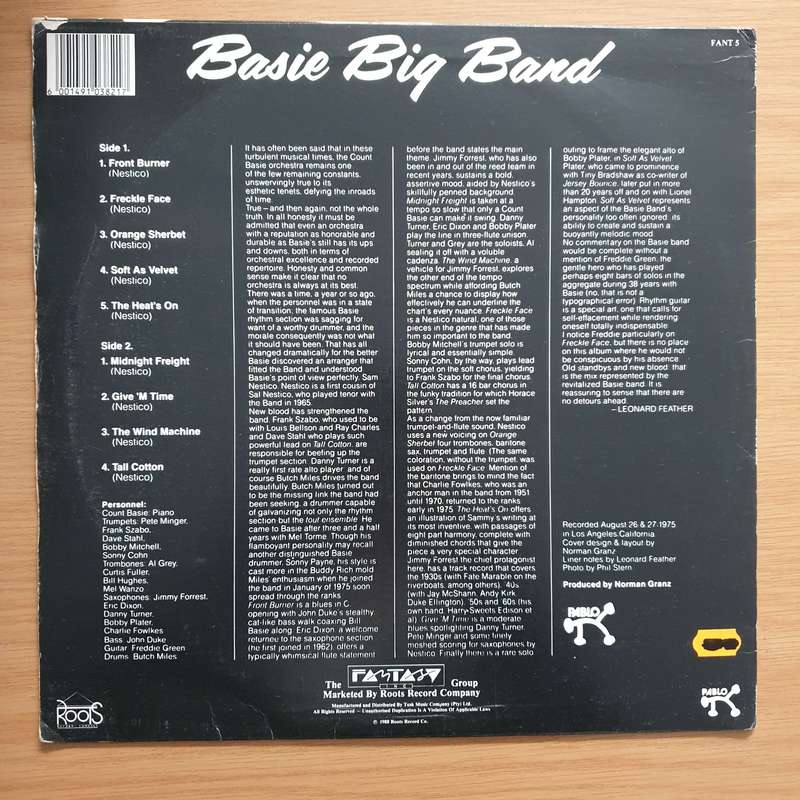 6 001491 038217
Basie Big Band
FANT 5
Side 1.
1. Front Burner
(Nestico)
2. Freckle Face
(Nestico)
3. Orange Sherbet
(Nestico)
4. Soft As Velvet
(Nestico)
5. The Heat's On
(Nestico)
Side 2.
1. Midnight Freight
(Nestico)
2. Give 'M Time
(Nestico)
3. The Wind Machine
(Nestico)
4. Tall Cotton
(Nestico)
Personnel:
Count Basie: Piano
Trumpets: Pete Minger,
Frank Szabo,
Dave Stahl,
Bobby Mitchell,
Sonny Cohn
Trombones: Al Grey,
Curtis Fuller,
Bill Hughes,
Mel Wanzo
Saxophones: Jimmy Forrest,
Eric Dixon,
Danny Turner,
Bobby Plater,
Charlie Fowlkes
Bass: John Duke
Guitar: Freddie Green
Drums: Butch Miles
It has often been said that in these
turbulent musical times, the Count
Basie orchestra remains one
of the few remaining constants,
unswervingly true to its
esthetic tenets, defying the inroads
of time.
True – and then again, not the whole
truth. In all honesty it must be
admitted that even an orchestra
with a reputation as honorable and
durable as Basie's still has its ups
and downs, both in terms of
orchestral excellence and recorded
repertoire. Honesty and common
sense make it clear that no
orchestra is always at its best.
There was a time, a year or so ago,
when the personnel was in a state
of transition; the famous Basie
rhythm section was sagging for
want of a worthy drummer, and the
morale consequently was not what
it should have been. That has all
changed dramatically for the better
Basie discovered an arranger that
fitted the Band and understood
Basie's point of view perfectly. Sam
Nestico. Nestico is a first cousin of
Sal Nestico, who played tenor with
the Band in 1965.
New blood has strengthened the
band. Frank Szabo, who used to be
with Louis Bellson and Ray Charles
and Dave Stahl who plays such
powerful lead on Tall Cotton, are
responsible for beefing up the
trumpet section. Danny Turner is a
really first rate alto player; and of
course Butch Miles drives the band
beautifully. Butch Miles turned out
to be the missing link the band had
been seeking, a drummer capable
of galvanizing not only the rhythm
section but the tout ensemble. He
came to Basie after three and a half
years with Mel Torme. Though his
flamboyant personality may recall
another distinguished Basie
drummer, Sonny Payne, his style is
cast more in the Buddy Rich mold.
Miles' enthusiasm when he joined
the band in January of 1975 soon
spread through the ranks.
Front Burner is a blues in C,
opening with John Duke's stealthy,
cat-like bass walk coaxing Bill
Basie along. Eric Dixon, a welcome
returned to the saxophone section
(he first joined in 1962), offers a
typically whimsical flute statement
before the band states the main
theme. Jimmy Forrest, who has also
been in and out of the reed team in
recent years, sustains a bold,
assertive mood, aided by Nestico's
skillfully penned background.
Midnight Freight is taken at a
tempo so slow that only a Count
Basie can make it swing. Danny
Turner, Eric Dixon and Bobby Plater
play the line in three-flute unison.
Turner and Grey are the soloists, Al
sealing it off with a voluble
cadenza. The Wind Machine, a
vehicle for Jimmy Forrest, explores
the other end of the tempo
spectrum while affording Butch
Miles a chance to display how
effectively he can underline the
chart's every nuance. Freckle Face
is a Nestico natural, one of those
pieces in the genre that has made
him so important to the band.
Bobby Mitchell's trumpet solo is
lyrical and essentially simple.
Sonny Cohn, by the way, plays lead
trumpet on the soft chorus, yielding
to Frank Szabo for the final chorus.
Tall Cotton has a 16 bar chorus in
the funky tradition for which Horace
Silver's The Preacher set the
pattern.
As a change from the now familiar
trumpet-and-flute sound, Nestico
uses a new voicing on Orange
Sherbet: four trombones, baritone
sax, trumpet and flute. (The same
coloration, without the trumpet, was
used on Freckle Face. Mention of
the baritone brings to mind the fact
that Charlie Fowlkes, who was an
anchor man in the band from 1951
until 1970, returned to the ranks
early in 1975. The Heat's On offers
an illustration of Sammy's writing at
its most inventive, with passages of
eight part harmony, complete with
diminished chords that give the
piece a very special character.
Jimmy Forrest the chief protagonist
here, has a track record that covers
the 1930s (with Fate Marable on the
riverboats, among others), '40s
(with Jay McShann, Andy Kirk,
Duke Ellington), '50s and '60s (this
own band, Harry Sweets Edison et
al). Give 'M Time is a moderate
blues spotlighting Danny Turner,
Pete Minger and some finely
meshed scoring for saxophones by
Nestico. Finally there is a rare solo
outing to frame the elegant alto of
Bobby Plater, in Soft As Velvet.
Plater, who came to prominence
with Tiny Bradshaw as co-writer of
Jersey Bounce, later put in more
than 20 years off and on with Lionel
Hampton. Soft As Velvet represents
an aspect of the Basie Band's
personality too often ignored: its
ability to create and sustain a
buoyantly melodic mood.
No commentary on the Basie band
would be complete without a
mention of Freddie Green, the
gentle hero who has played
perhaps eight bars of solos in the
aggregate during 38 years with
Basie (no, that is not a
typographical error). Rhythm guitar
is a special art, one that calls for
self-effacement while rendering
oneself totally indispensable.
I notice Freddie particularly on
Freckle Face, but there is no place
on this album where he would not
be conspicuous by his absence.
Old standbys and new blood: that
is the mix represented by the
revitalized Basie band. It is
reassuring to sense that there are
no detours ahead.
– LEONARD FEATHER
Recorded August 26 & 27, 1975
in Los Angeles, California
Cover design & layout by
Norman Granz
Liner notes by Leonard Feather
Photo by Phil Stern
Produced by Norman Granz
PABLO
PABLO
The FANTASY INC. Group
Marketed By Roots Record Company
Manufactured and Distributed By Tusk Music Company (Pty) Ltd.
All Rights Reserved – Unauthorised Duplication Is A Violation Of Applicable Laws
℗ 1988 Roots Record Co.
Roots